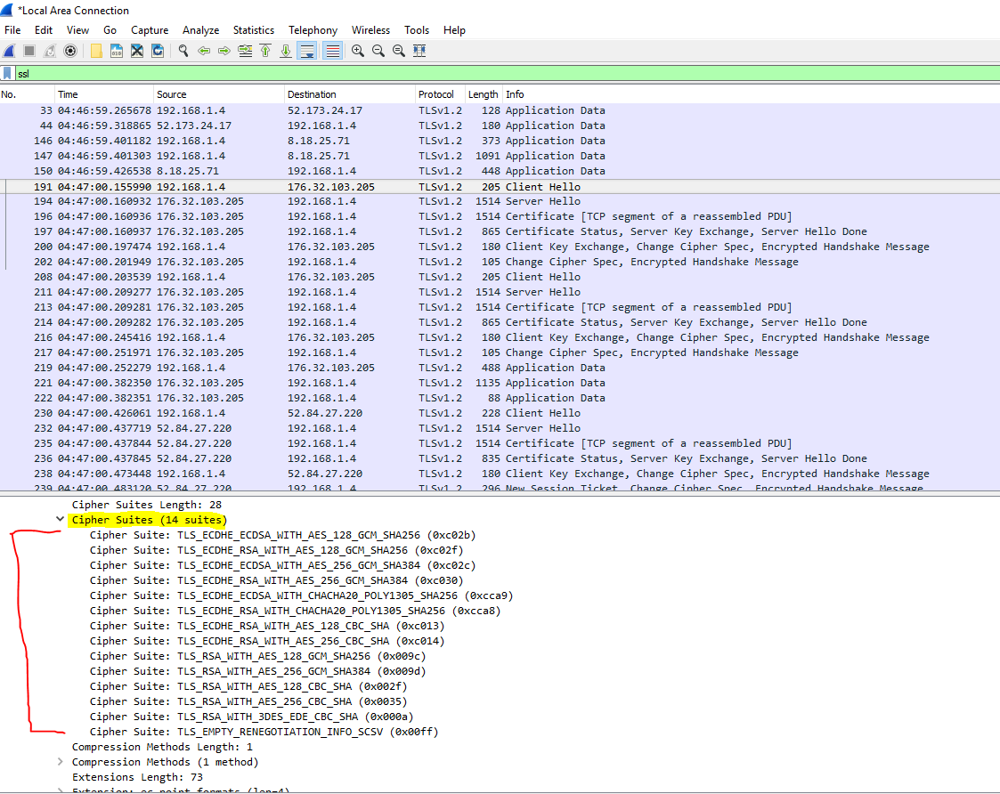 *Local Area Connection
File Edit View Go Capture Analyze Statistics Telephony Wireless Tools Help
ssl
No. Time Source Destination Protocol Length Info
33 04:46:59.265678 192.168.1.4 52.173.24.17 TLSv1.2 128 Application Data
44 04:46:59.318865 52.173.24.17 192.168.1.4 TLSv1.2 180 Application Data
146 04:46:59.401182 192.168.1.4 8.18.25.71 TLSv1.2 373 Application Data
147 04:46:59.401303 192.168.1.4 8.18.25.71 TLSv1.2 1091 Application Data
150 04:46:59.426538 8.18.25.71 192.168.1.4 TLSv1.2 448 Application Data
191 04:47:00.155990 192.168.1.4 176.32.103.205 TLSv1.2 205 Client Hello
194 04:47:00.160932 176.32.103.205 192.168.1.4 TLSv1.2 1514 Server Hello
196 04:47:00.160936 176.32.103.205 192.168.1.4 TLSv1.2 1514 Certificate [TCP segment of a reassembled PDU]
197 04:47:00.160937 176.32.103.205 192.168.1.4 TLSv1.2 865 Certificate Status, Server Key Exchange, Server Hello Done
200 04:47:00.197474 192.168.1.4 176.32.103.205 TLSv1.2 180 Client Key Exchange, Change Cipher Spec, Encrypted Handshake Message
202 04:47:00.201949 176.32.103.205 192.168.1.4 TLSv1.2 105 Change Cipher Spec, Encrypted Handshake Message
208 04:47:00.203539 192.168.1.4 176.32.103.205 TLSv1.2 205 Client Hello
211 04:47:00.209277 176.32.103.205 192.168.1.4 TLSv1.2 1514 Server Hello
213 04:47:00.209281 176.32.103.205 192.168.1.4 TLSv1.2 1514 Certificate [TCP segment of a reassembled PDU]
214 04:47:00.209282 176.32.103.205 192.168.1.4 TLSv1.2 865 Certificate Status, Server Key Exchange, Server Hello Done
216 04:47:00.245416 192.168.1.4 176.32.103.205 TLSv1.2 180 Client Key Exchange, Change Cipher Spec, Encrypted Handshake Message
217 04:47:00.251971 176.32.103.205 192.168.1.4 TLSv1.2 105 Change Cipher Spec, Encrypted Handshake Message
219 04:47:00.252279 192.168.1.4 176.32.103.205 TLSv1.2 488 Application Data
221 04:47:00.382350 176.32.103.205 192.168.1.4 TLSv1.2 1135 Application Data
222 04:47:00.382351 176.32.103.205 192.168.1.4 TLSv1.2 88 Application Data
230 04:47:00.426061 192.168.1.4 52.84.27.220 TLSv1.2 228 Client Hello
232 04:47:00.437719 52.84.27.220 192.168.1.4 TLSv1.2 1514 Server Hello
235 04:47:00.437844 52.84.27.220 192.168.1.4 TLSv1.2 1514 Certificate [TCP segment of a reassembled PDU]
236 04:47:00.437845 52.84.27.220 192.168.1.4 TLSv1.2 835 Certificate Status, Server Key Exchange, Server Hello Done
238 04:47:00.473448 192.168.1.4 52.84.27.220 TLSv1.2 180 Client Key Exchange, Change Cipher Spec, Encrypted Handshake Message
239 04:47:00.483120 52.84.27.220 192.168.1.4 TLSv1.2 296 New Session Ticket, Change Cipher Spec, Encrypted Handshake Message
Cipher Suites Length: 28
Cipher Suites (14 suites)
Cipher Suite: TLS_ECDHE_ECDSA_WITH_AES_128_GCM_SHA256 (0xc02b)
Cipher Suite: TLS_ECDHE_RSA_WITH_AES_128_GCM_SHA256 (0xc02f)
Cipher Suite: TLS_ECDHE_ECDSA_WITH_AES_256_GCM_SHA384 (0xc02c)
Cipher Suite: TLS_ECDHE_RSA_WITH_AES_256_GCM_SHA384 (0xc030)
Cipher Suite: TLS_ECDHE_ECDSA_WITH_CHACHA20_POLY1305_SHA256 (0xcca9)
Cipher Suite: TLS_ECDHE_RSA_WITH_CHACHA20_POLY1305_SHA256 (0xcca8)
Cipher Suite: TLS_ECDHE_RSA_WITH_AES_128_CBC_SHA (0xc013)
Cipher Suite: TLS_ECDHE_RSA_WITH_AES_256_CBC_SHA (0xc014)
Cipher Suite: TLS_RSA_WITH_AES_128_GCM_SHA256 (0x009c)
Cipher Suite: TLS_RSA_WITH_AES_256_GCM_SHA384 (0x009d)
Cipher Suite: TLS_RSA_WITH_AES_128_CBC_SHA (0x002f)
Cipher Suite: TLS_RSA_WITH_AES_256_CBC_SHA (0x0035)
Cipher Suite: TLS_RSA_WITH_3DES_EDE_CBC_SHA (0x000a)
Cipher Suite: TLS_EMPTY_RENEGOTIATION_INFO_SCSV (0x00ff)
Compression Methods Length: 1
Compression Methods (1 method)
Extensions Length: 73
Extension: ec_point_formats (len=4)